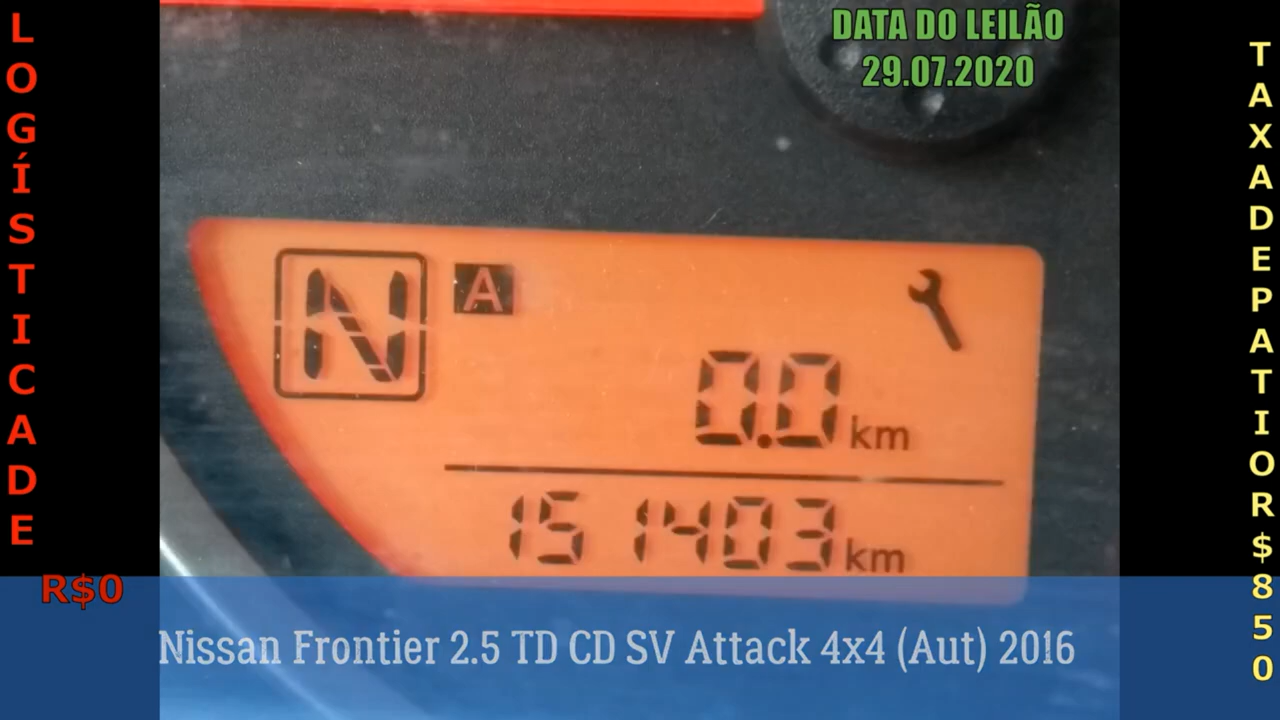 LOGÍSTICA DE
R$0
DATA DO LEILÃO
29.07.2020
TAXA DE PATIO R$850
N A
0.0 km
151403 km
Nissan Frontier 2.5 TD CD SV Attack 4x4 (Aut) 2016